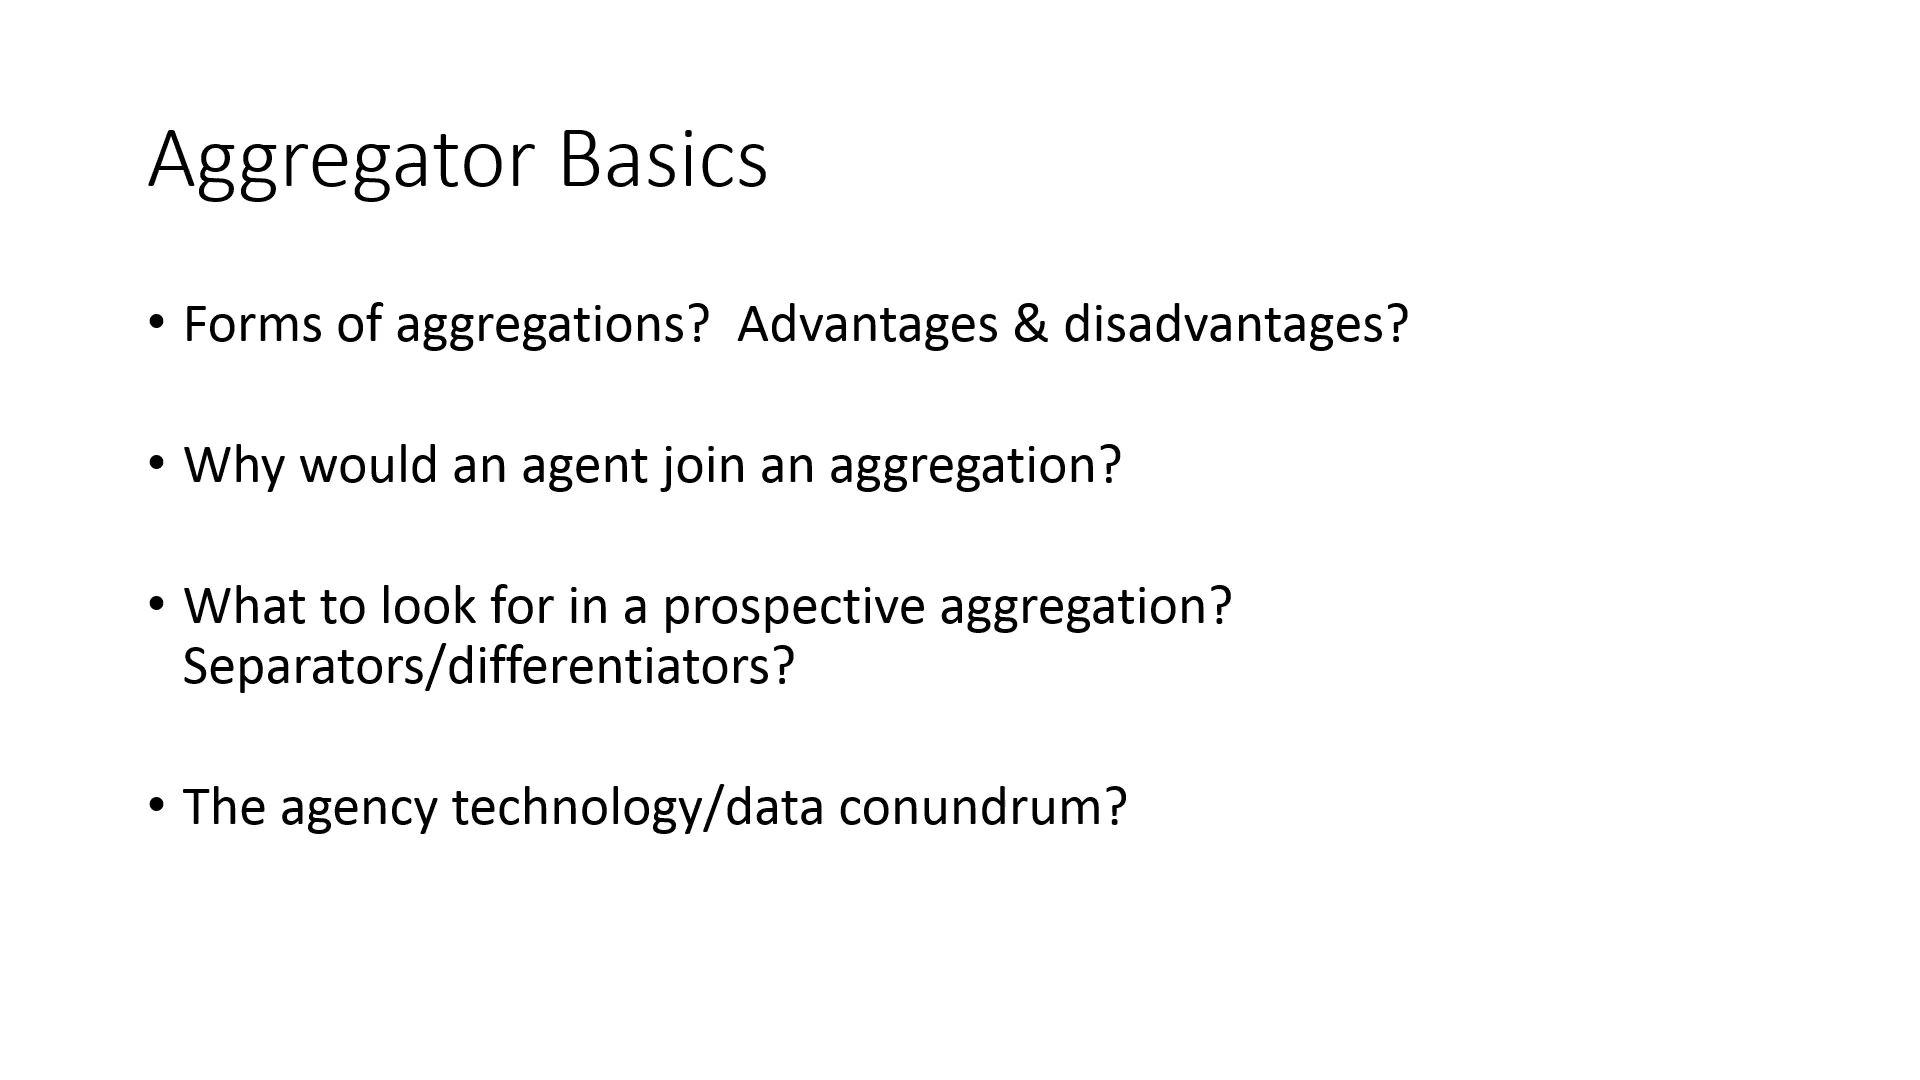 Aggregator Basics
• Forms of aggregations?  Advantages & disadvantages?
• Why would an agent join an aggregation?
• What to look for in a prospective aggregation?
Separators/differentiators?
• The agency technology/data conundrum?